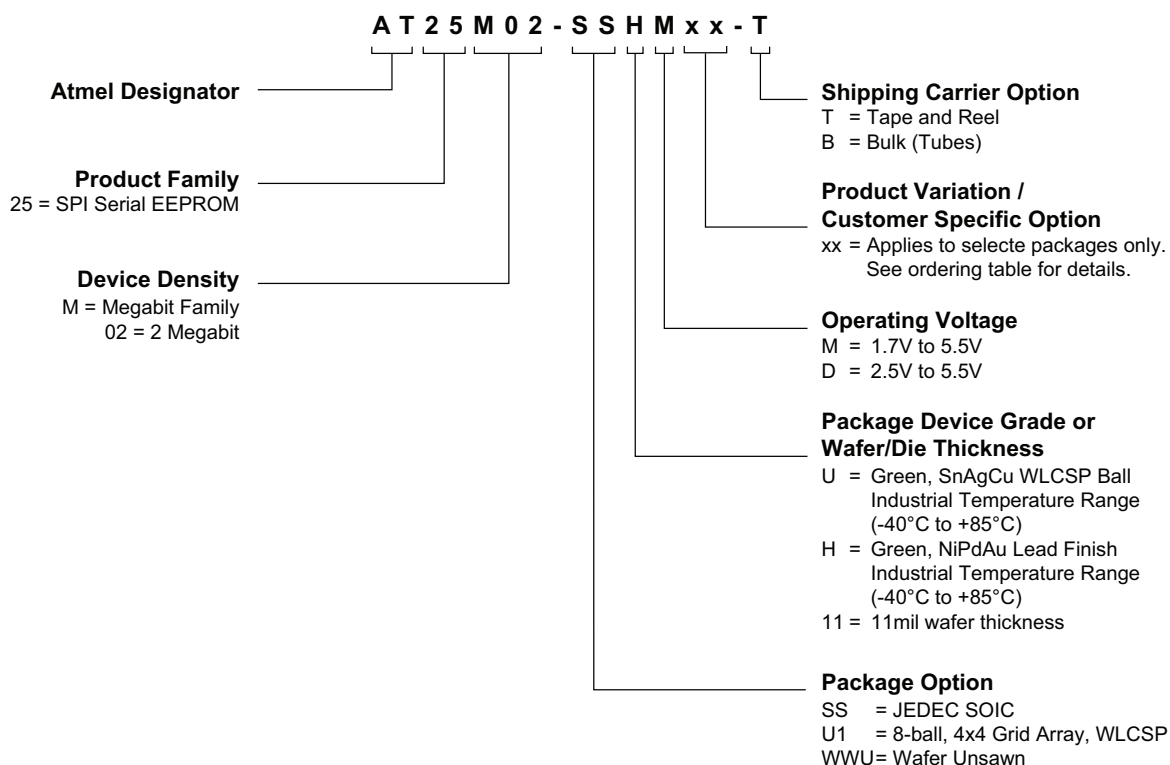 AT25M02-SSHMxx-T
Atmel Designator
Product Family
25 = SPI Serial EEPROM
Device Density
M = Megabit Family
02 = 2 Megabit
Shipping Carrier Option
T = Tape and Reel
B = Bulk (Tubes)
Product Variation /
Customer Specific Option
xx = Applies to selecte packages only.
See ordering table for details.
Operating Voltage
M = 1.7V to 5.5V
D = 2.5V to 5.5V
Package Device Grade or
Wafer/Die Thickness
U = Green, SnAgCu WLCSP Ball
Industrial Temperature Range
(-40°C to +85°C)
H = Green, NiPdAu Lead Finish
Industrial Temperature Range
(-40°C to +85°C)
11 = 11mil wafer thickness
Package Option
SS = JEDEC SOIC
U1 = 8-ball, 4x4 Grid Array, WLCSP
WWU= Wafer Unsawn